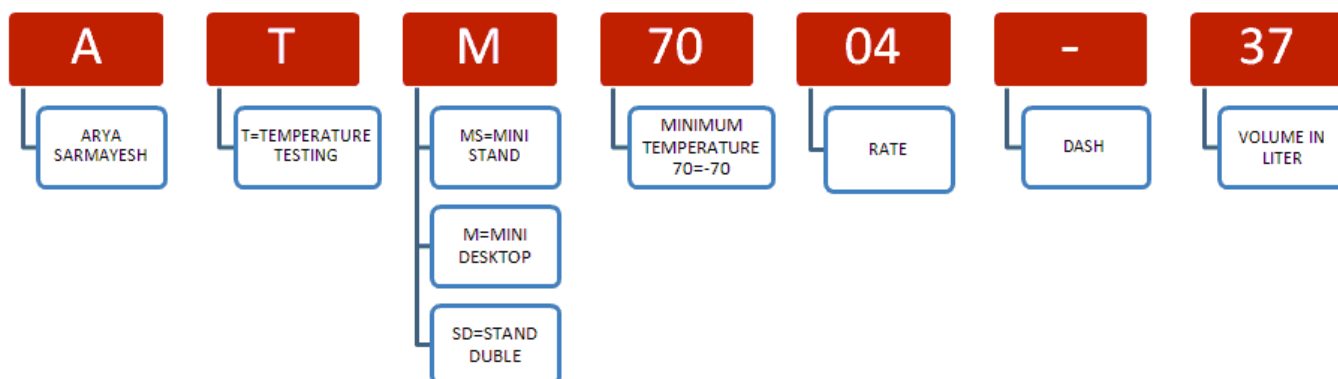 A
T
M
70
04
-
37
ARYA
SARMAYESH
T=TEMPERATURE
TESTING
MS=MINI
STAND
M=MINI
DESKTOP
SD=STAND
DUBLE
MINIMUM
TEMPERATURE
70=-70
RATE
DASH
VOLUME IN
LITER